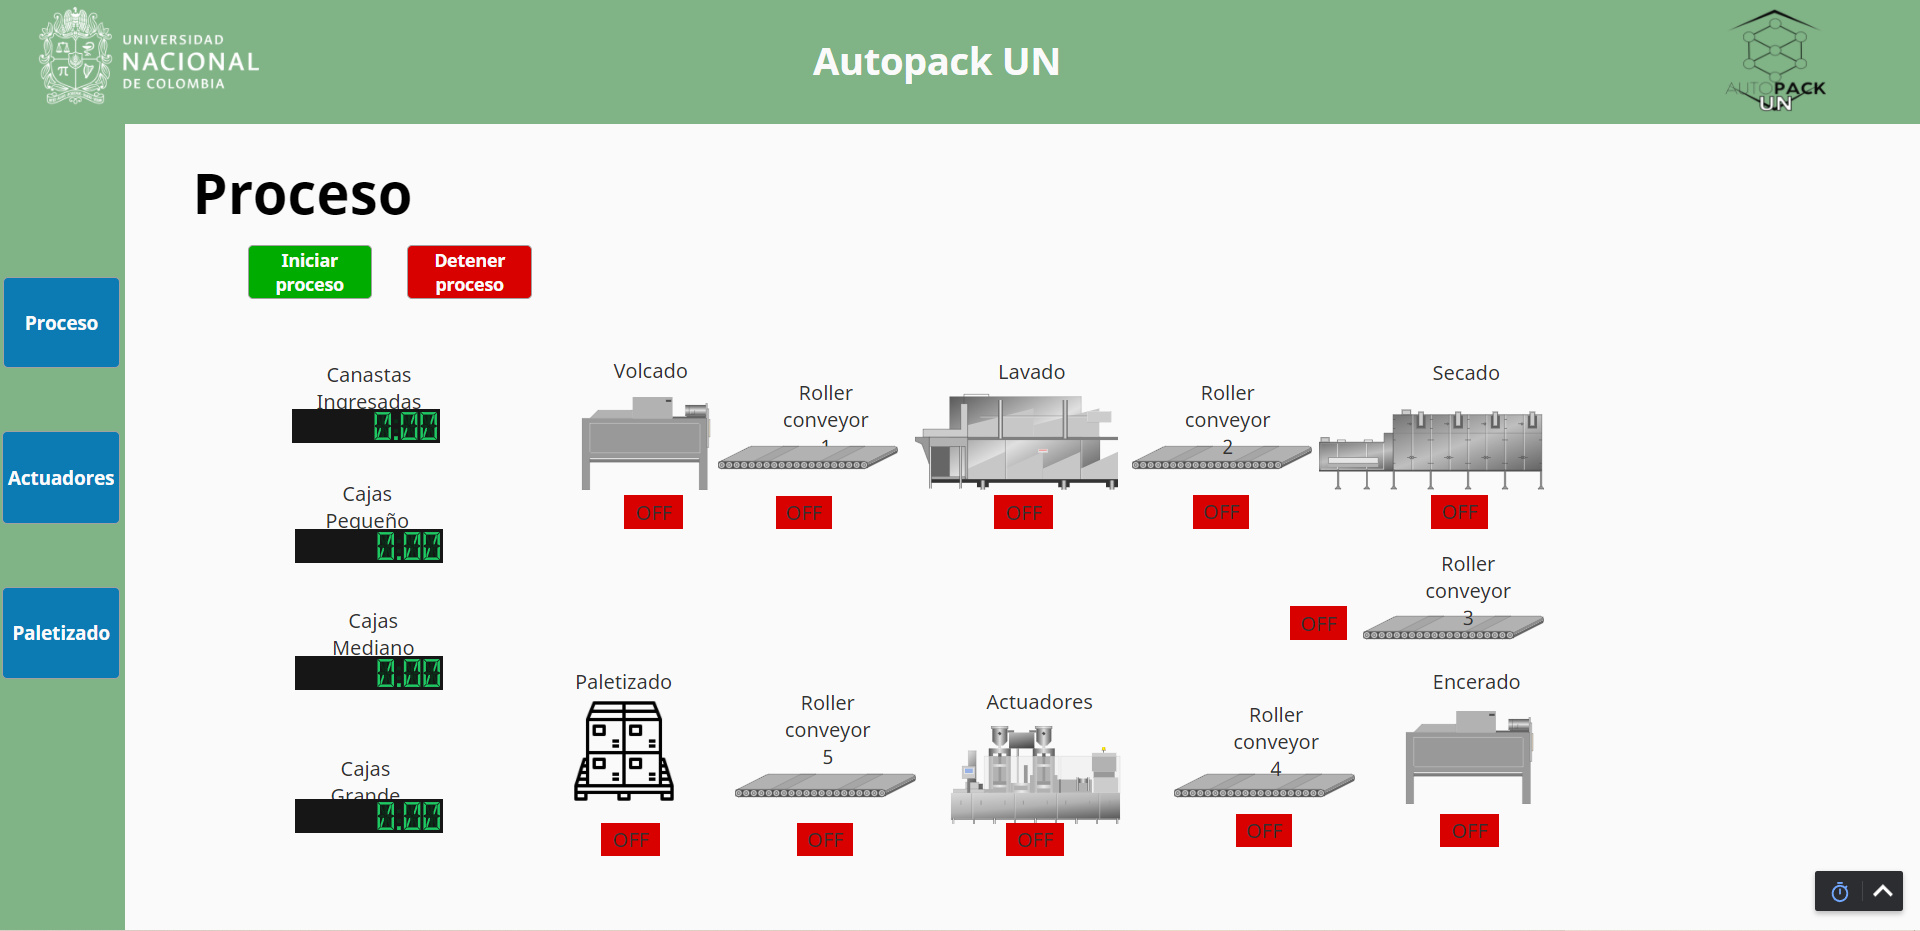 UNIVERSIDAD
NACIONAL
DE COLOMBIA
Autopack UN
AUTOPACK
UN
Proceso
Iniciar
proceso
Detener
proceso
Proceso
Actuadores
Paletizado
Canastas
Ingresadas
0.00
Cajas
Pequeño
0.00
Cajas
Mediano
0.00
Cajas
Grande
0.00
Volcado
OFF
Roller
conveyor
1
OFF
Lavado
OFF
Roller
conveyor
2
OFF
Secado
OFF
Roller
conveyor
3
OFF
Paletizado
OFF
Roller
conveyor
5
OFF
Actuadores
OFF
Roller
conveyor
4
OFF
Encerado
OFF